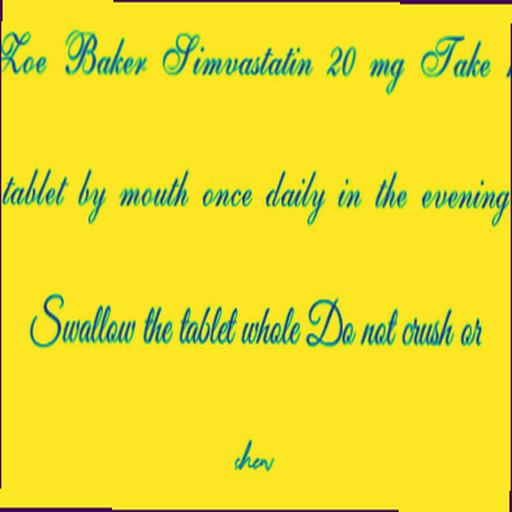 Zoe Baker Simvastatin 20 mg Take
tablet by mouth once daily in the evening
Swallow the tablet whole Do not crush or
chew